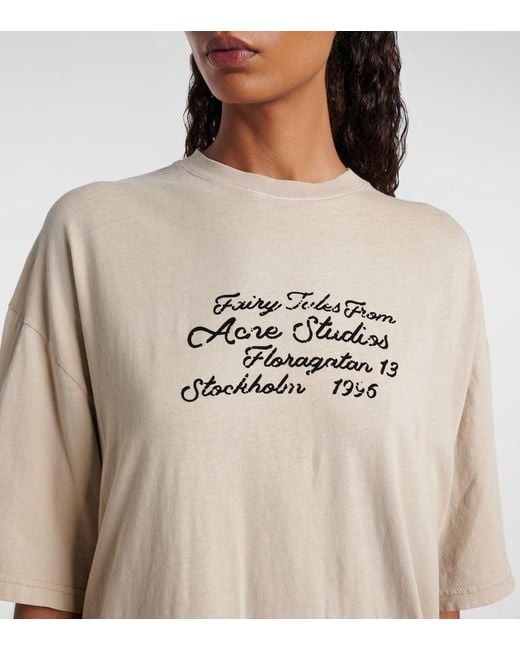 Fairy Tales From
Acne Studios
Floragatan 13
Stockholm 1996